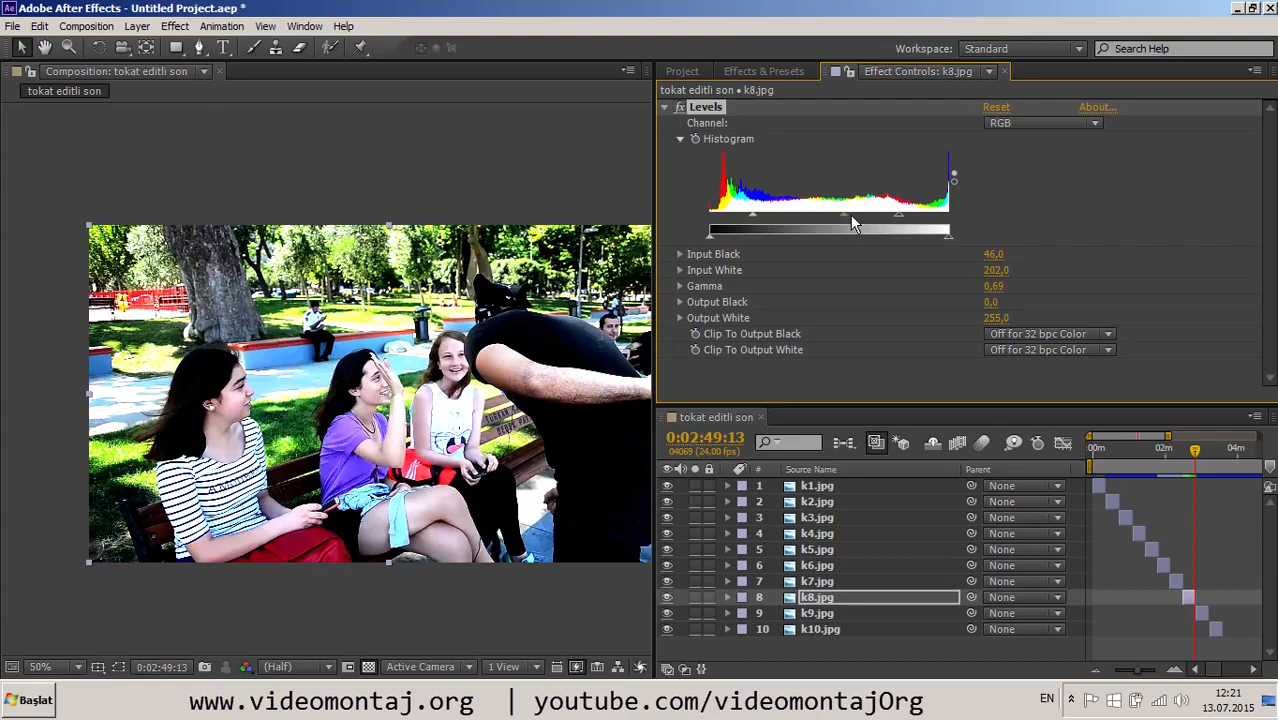 Adobe After Effects - Untitled Project.aep *
File Edit Composition Layer Effect Animation View Window Help
Workspace: Standard Search Help
Composition: tokat editli son
Project Effects & Presets Effect Controls: k8.jpg
tokat editli son
tokat editli son • k8.jpg
fx Levels Reset About...
Channel: RGB
Histogram
Input Black 46,0
Input White 202,0
Gamma 0,69
Output Black 0,0
Output White 255,0
Clip To Output Black Off for 32 bpc Color
Clip To Output White Off for 32 bpc Color
tokat editli son
0:02:49:13
04069 (24.00 fps)
00m 02m 04m
# Source Name Parent
1 k1.jpg None
2 k2.jpg None
3 k3.jpg None
4 k4.jpg None
5 k5.jpg None
6 k6.jpg None
7 k7.jpg None
8 k8.jpg None
9 k9.jpg None
10 k10.jpg None
50% 0:02:49:13 (Half) Active Camera 1 View
Başlat
www.videomontaj.org | youtube.com/videomontajOrg
EN
12:21
13.07.2015